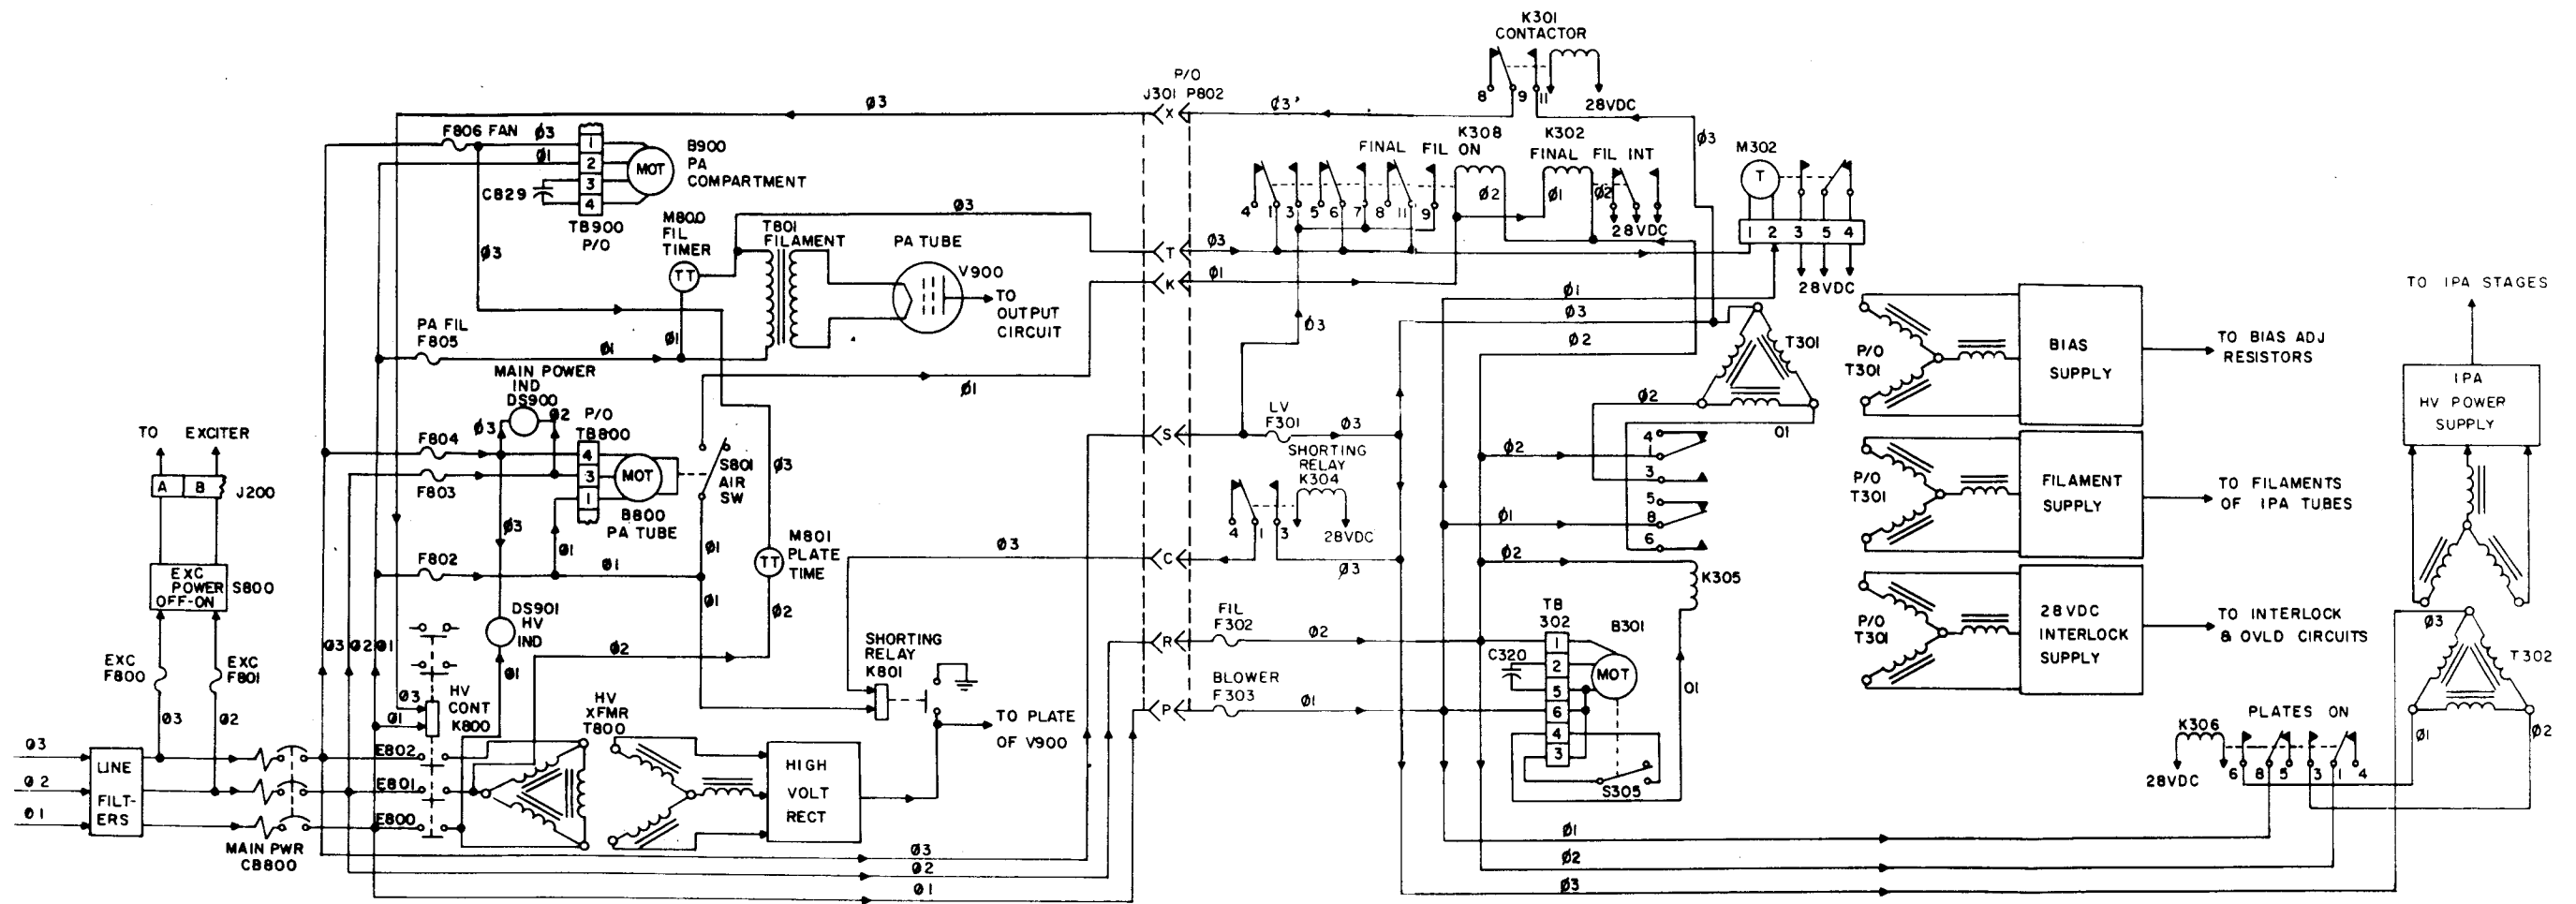 K301
CONTACTOR
8
9
11
28VDC
P/O
J301 P802
Ø3
X
Ø3'
Ø3
F806 FAN
Ø3
Ø1
1
2
3
4
MOT
B900
PA
COMPARTMENT
C829
TB900
P/O
FINAL FIL ON
K308
K302
FINAL FIL INT
4
1
3
5
6
7
8
11
9
Ø2
Ø1
Ø2
28VDC
M302
T
1
2
3
5
4
28VDC
M800
FIL
TIMER
TT
T801
FILAMENT
PA TUBE
V900
TO
OUTPUT
CIRCUIT
Ø3
T
Ø3
K
Ø1
Ø3
Ø1
Ø3
Ø3
Ø2
PA FIL
F805
Ø1
Ø1
Ø1
MAIN POWER
IND
DS900
Ø3
Ø2
P/O
TB800
4
3
1
MOT
B800
PA TUBE
F804
F803
F802
S801
AIR
SW
Ø3
Ø3
Ø1
Ø1
Ø1
Ø1
M801
PLATE
TIME
TT
Ø2
TO EXCITER
A
B
J200
EXC
POWER
OFF-ON
S800
EXC
F800
EXC
F801
Ø3
Ø2
Ø3
Ø2
Ø1
DS901
HV
IND
Ø1
Ø2
Ø3
Ø1
HV
CONT
K800
HV
XFMR
T800
E802
E801
E800
Ø3
Ø2
Ø1
LINE
FILT-
ERS
MAIN PWR
CB800
HIGH
VOLT
RECT
SHORTING
RELAY
K801
TO PLATE
OF V900
Ø3
Ø2
Ø1
S
LV
F301
Ø3
SHORTING
RELAY
K304
4
1
3
28VDC
Ø3
C
Ø3
R
FIL
F302
Ø2
P
BLOWER
F303
Ø1
T301
Ø2
Ø1
4
1
3
5
8
6
Ø2
Ø1
Ø2
K305
Ø1
TB
302
B301
1
2
5
6
4
3
C320
MOT
S305
P/O
T301
BIAS
SUPPLY
TO BIAS ADJ
RESISTORS
P/O
T301
FILAMENT
SUPPLY
TO FILAMENTS
OF IPA TUBES
P/O
T301
28VDC
INTERLOCK
SUPPLY
TO INTERLOCK
& OVLD CIRCUITS
TO IPA STAGES
IPA
HV POWER
SUPPLY
Ø3
T302
Ø1
Ø2
K306
PLATES ON
28VDC
6
8
5
3
1
4
Ø1
Ø2
Ø3